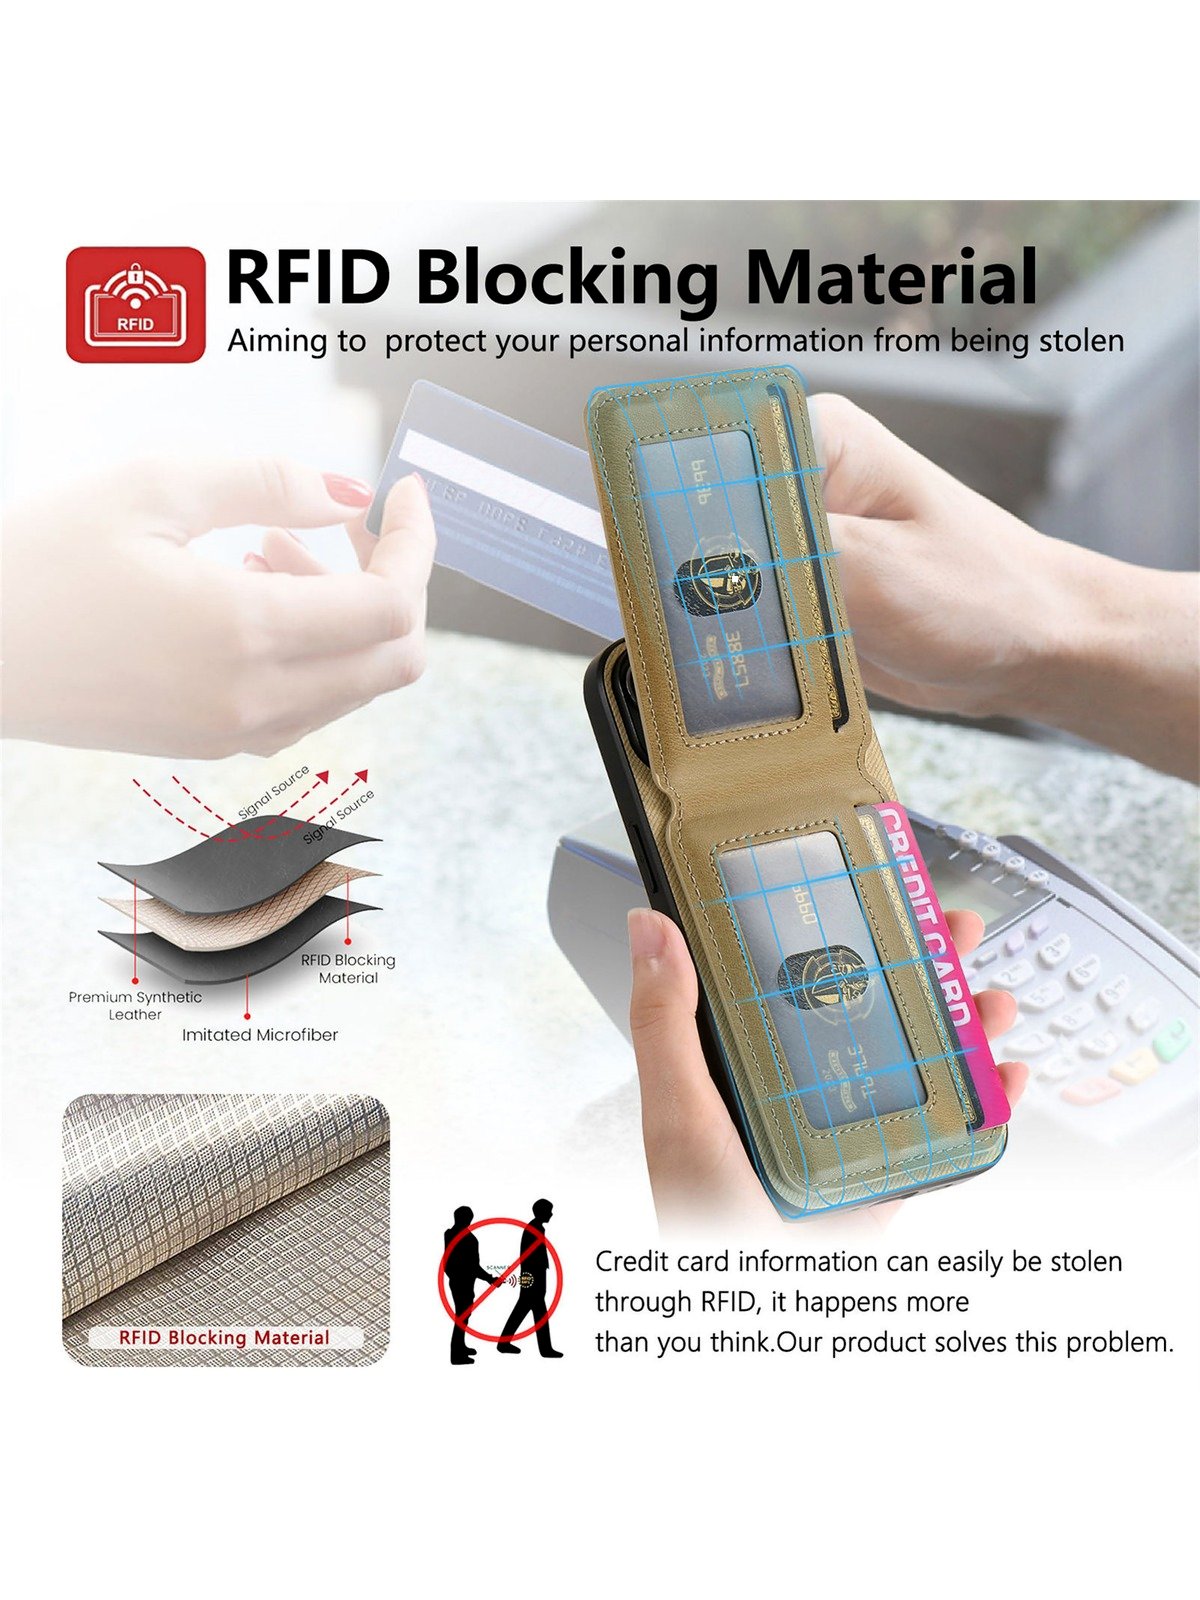 RFID
RFID Blocking Material
Aiming to protect your personal information from being stolen
38857
CREDIT CARD
Signal Source
Signal Source
RFID Blocking
Material
Premium Synthetic
Leather
Imitated Microfiber
RFID Blocking Material
SCANNER
Credit card information can easily be stolen
through RFID, it happens more
than you think.Our product solves this problem.